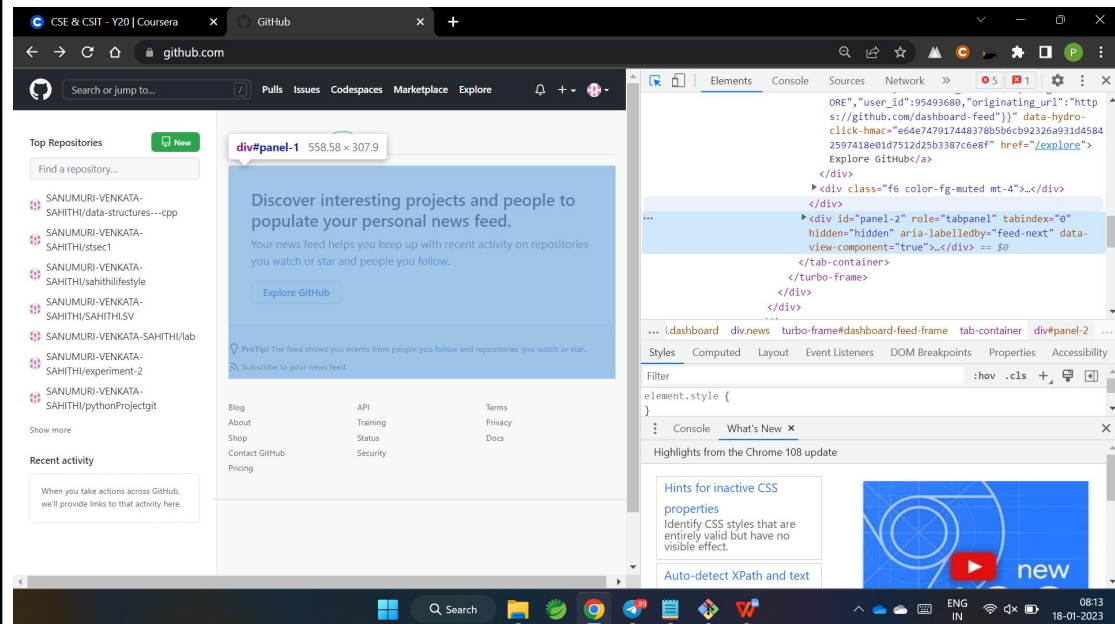 CSE & CSIT - Y20 | Coursera
GitHub
github.com
P
Search or jump to...
/
Pulls Issues Codespaces Marketplace Explore
Top Repositories
New
Find a repository...
SANUMURI-VENKATA-
SAHITHI/data-structures---cpp
SANUMURI-VENKATA-
SAHITHI/stsec1
SANUMURI-VENKATA-
SAHITHI/sahithilifestyle
SANUMURI-VENKATA-
SAHITHI/SAHITHI.SV
SANUMURI-VENKATA-SAHITHI/lab
SANUMURI-VENKATA-
SAHITHI/experiment-2
SANUMURI-VENKATA-
SAHITHI/pythonProjectgit
Show more
Recent activity
When you take actions across GitHub,
we'll provide links to that activity here.
div#panel-1 558.58 × 307.9
Discover interesting projects and people to
populate your personal news feed.
Your news feed helps you keep up with recent activity on repositories
you watch or star and people you follow.
Explore GitHub
ProTip! The feed shows you events from people you follow and repositories you watch or star.
Subscribe to your news feed
Blog API Terms
About Training Privacy
Shop Status Docs
Contact GitHub Security
Pricing
Elements Console Sources Network » 5 1
ORE","user_id":95493680,"originating_url":"http
s://github.com/dashboard-feed"}}" data-hydro-
click-hmac="e64e747917448378b5b6cb92326a931d4584
2597418e01d7512d25b3387c6e8f" href="/explore">
Explore GitHub</a>
</div>
<div class="f6 color-fg-muted mt-4">…</div>
</div>
<div id="panel-2" role="tabpanel" tabindex="0"
hidden="hidden" aria-labelledby="feed-next" data-
view-component="true">…</div> == $0
</tab-container>
</turbo-frame>
</div>
</div>
... l.dashboard div.news turbo-frame#dashboard-feed-frame tab-container div#panel-2 ...
Styles Computed Layout Event Listeners DOM Breakpoints Properties Accessibility
Filter :hov .cls +
element.style {
}
Console What's New ×
Highlights from the Chrome 108 update
Hints for inactive CSS
properties
Identify CSS styles that are
entirely valid but have no
visible effect.
Auto-detect XPath and text
new
Search
89
ENG
IN
08:13
18-01-2023